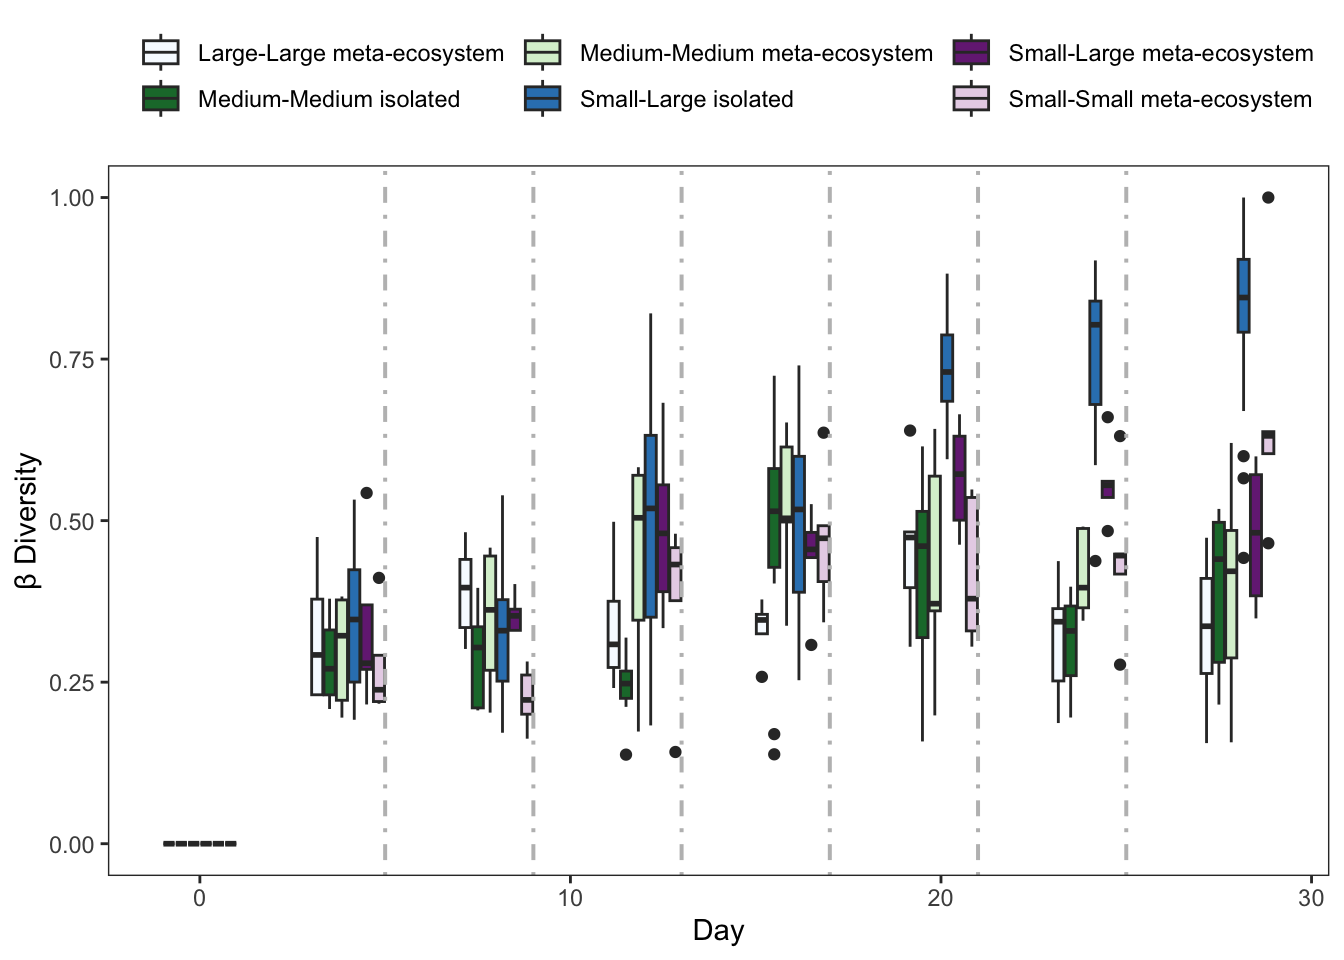 Large-Large meta-ecosystem Medium-Medium meta-ecosystem Small-Large meta-ecosystem
Medium-Medium isolated Small-Large isolated Small-Small meta-ecosystem
1.00
0.75
0.50
0.25
0.00
β Diversity
0 10 20 30
Day